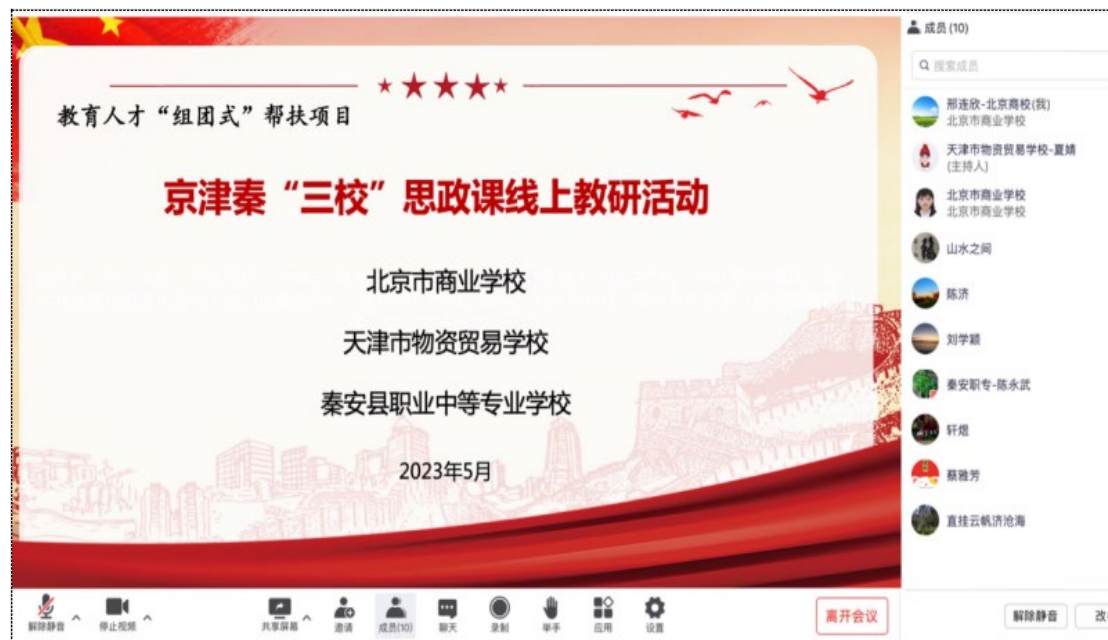 教育人才“组团式”帮扶项目
京津秦“三校”思政课线上教研活动
北京市商业学校
天津市物资贸易学校
秦安县职业中等专业学校
2023年5月
成员 (10)
搜索成员
邢连欣-北京商校(我)
北京市商业学校
天津市物资贸易学校-夏婧
(主持人)
北京市商业学校
北京市商业学校
山水之间
陈济
刘学颖
秦安职专-陈永武
轩煜
蔡雅芳
直挂云帆济沧海
解除静音
停止视频
共享屏幕
邀请
成员(10)
聊天
录制
举手
应用
设置
离开会议
解除静音
改